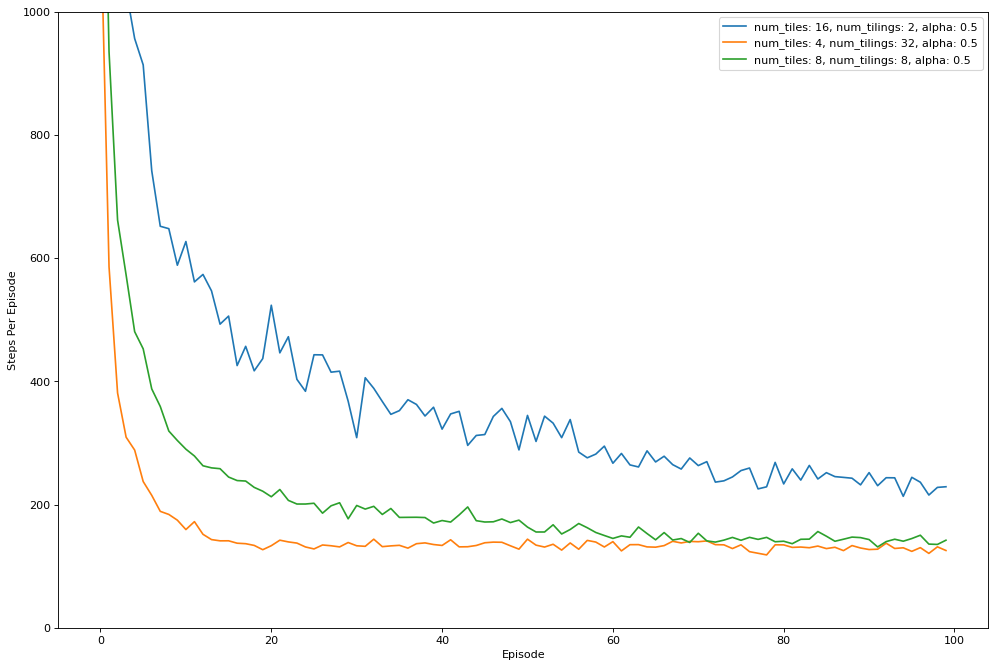 1000
800
600
400
200
0
Steps Per Episode
num_tiles: 16, num_tilings: 2, alpha: 0.5
num_tiles: 4, num_tilings: 32, alpha: 0.5
num_tiles: 8, num_tilings: 8, alpha: 0.5
0 20 40 60 80 100
Episode